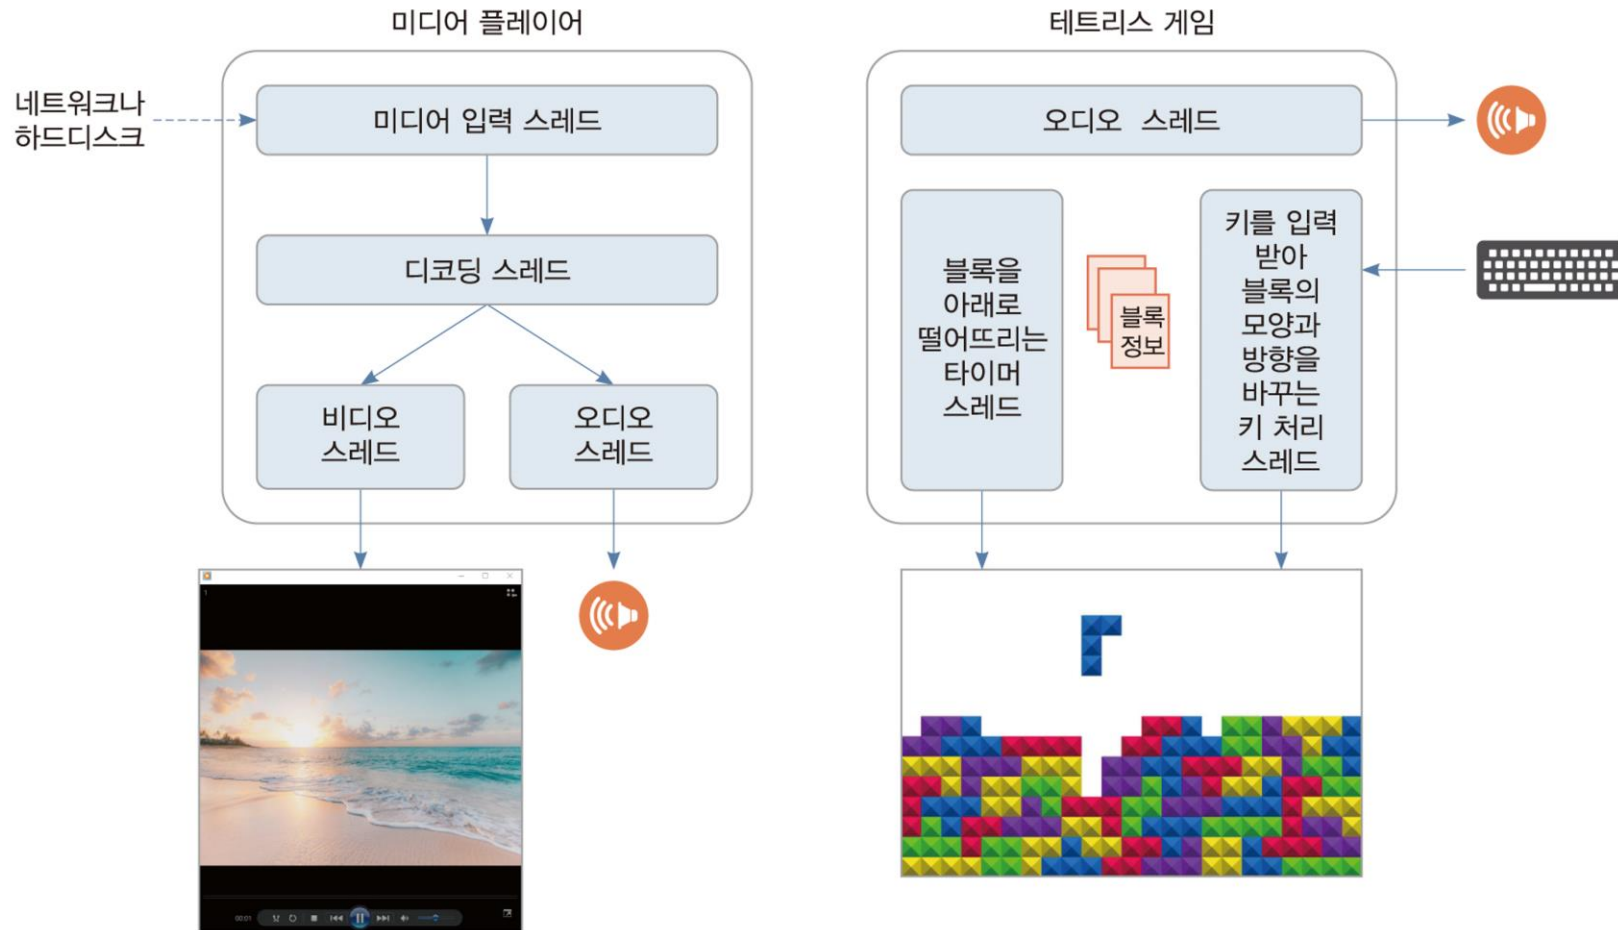 미디어 플레이어
네트워크나
하드디스크
미디어 입력 스레드
디코딩 스레드
비디오
스레드
오디오
스레드
1
00:01
테트리스 게임
오디오 스레드
블록을
아래로
떨어뜨리는
타이머
스레드
블록
정보
키를 입력
받아
블록의
모양과
방향을
바꾸는
키 처리
스레드